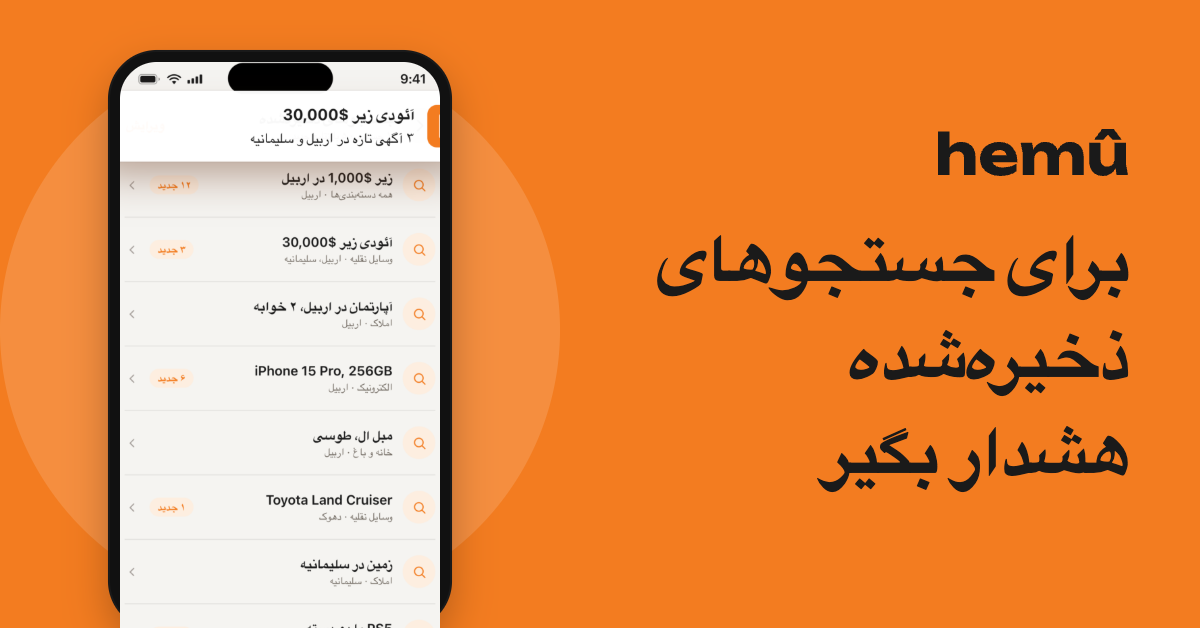 hemû
برای جستجوهای
ذخیره‌شده
هشدار بگیر
9:41
آئودی زیر $30,000
۳ آگهی تازه در اربیل و سلیمانیه
زیر $1,000 در اربیل
همه دسته‌بندی‌ها · اربیل
۱۲ جدید
آئودی زیر $30,000
وسایل نقلیه · اربیل، سلیمانیه
۳ جدید
آپارتمان در اربیل، ۲ خوابه
املاک · اربیل
iPhone 15 Pro, 256GB
الکترونیک · اربیل
۶ جدید
مبل ال، طوسی
خانه و باغ · اربیل
Toyota Land Cruiser
وسایل نقلیه · دهوک
۱ جدید
زمین در سلیمانیه
املاک · سلیمانیه
PS5